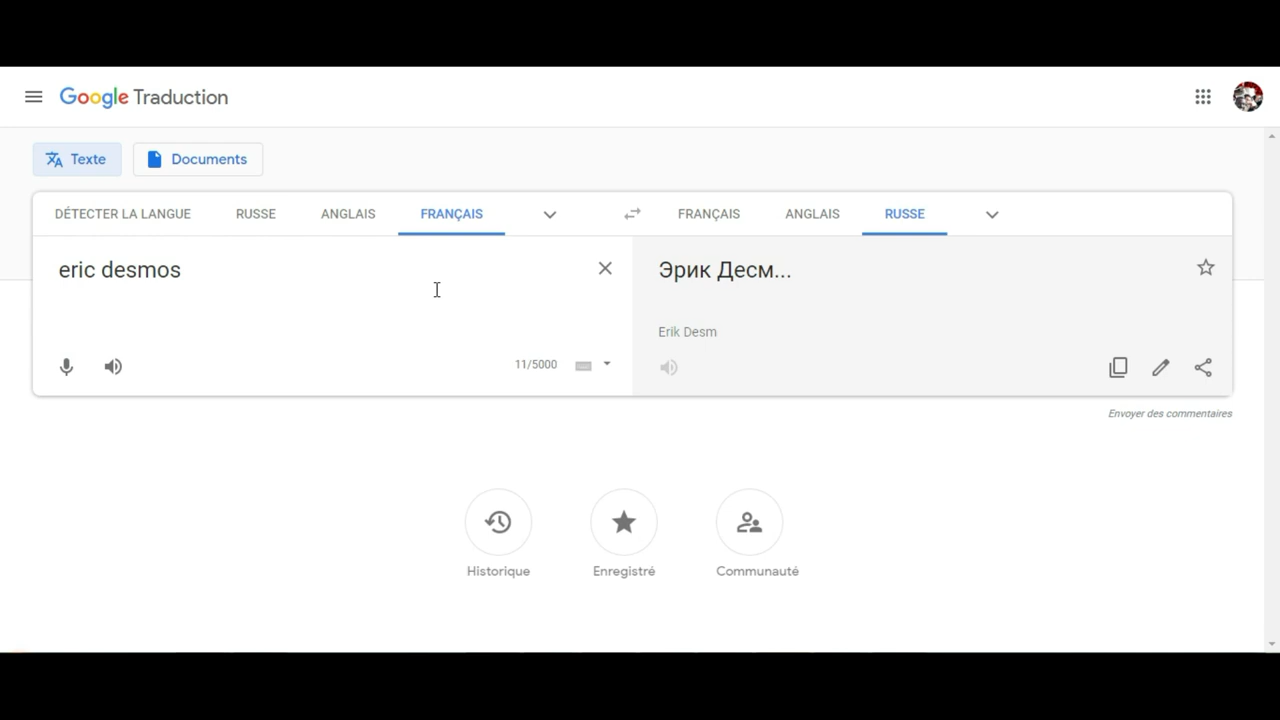 Google Traduction
Texte
Documents
DÉTECTER LA LANGUE RUSSE ANGLAIS FRANÇAIS
FRANÇAIS ANGLAIS RUSSE
eric desmos
Эрик Десм...
Erik Desm
11/5000
Envoyer des commentaires
Historique
Enregistré
Communauté